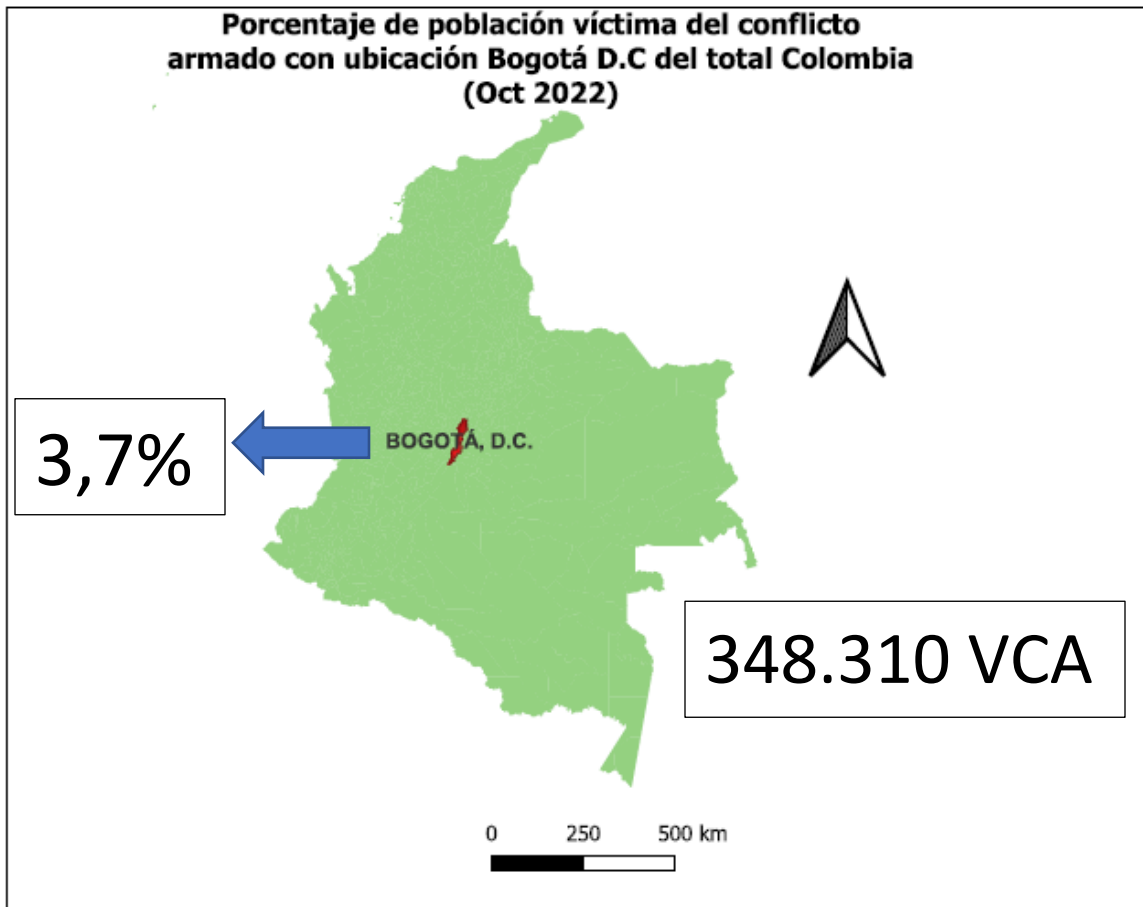 Porcentaje de población víctima del conflicto
armado con ubicación Bogotá D.C del total Colombia
(Oct 2022)
3,7%
BOGOTÁ, D.C.
348.310 VCA
0 250 500 km